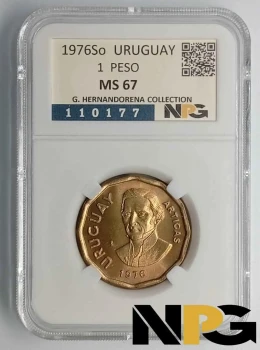 1976So URUGUAY
1 PESO
MS 67
G. HERNANDORENA COLLECTION
110177 NPG
URUGUAY
ARTIGAS
1976
NPG